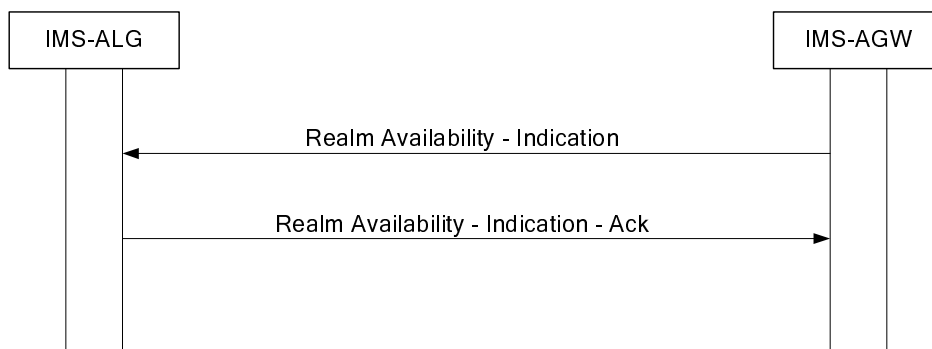 IMS-ALG
IMS-AGW
Realm Availability - Indication
Realm Availability - Indication - Ack